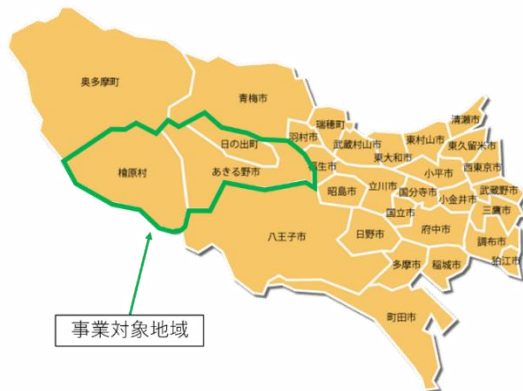 奥多摩町
青梅市
日の出町
檜原村
あきる野市
羽村市
瑞穂町
福生市
武蔵村山市
東大和市
東村山市
清瀬市
東久留米市
西東京市
小平市
昭島市
立川市
国分寺市
小金井市
武蔵野市
三鷹市
国立市
府中市
調布市
狛江市
八王子市
日野市
多摩市
稲城市
町田市
事業対象地域